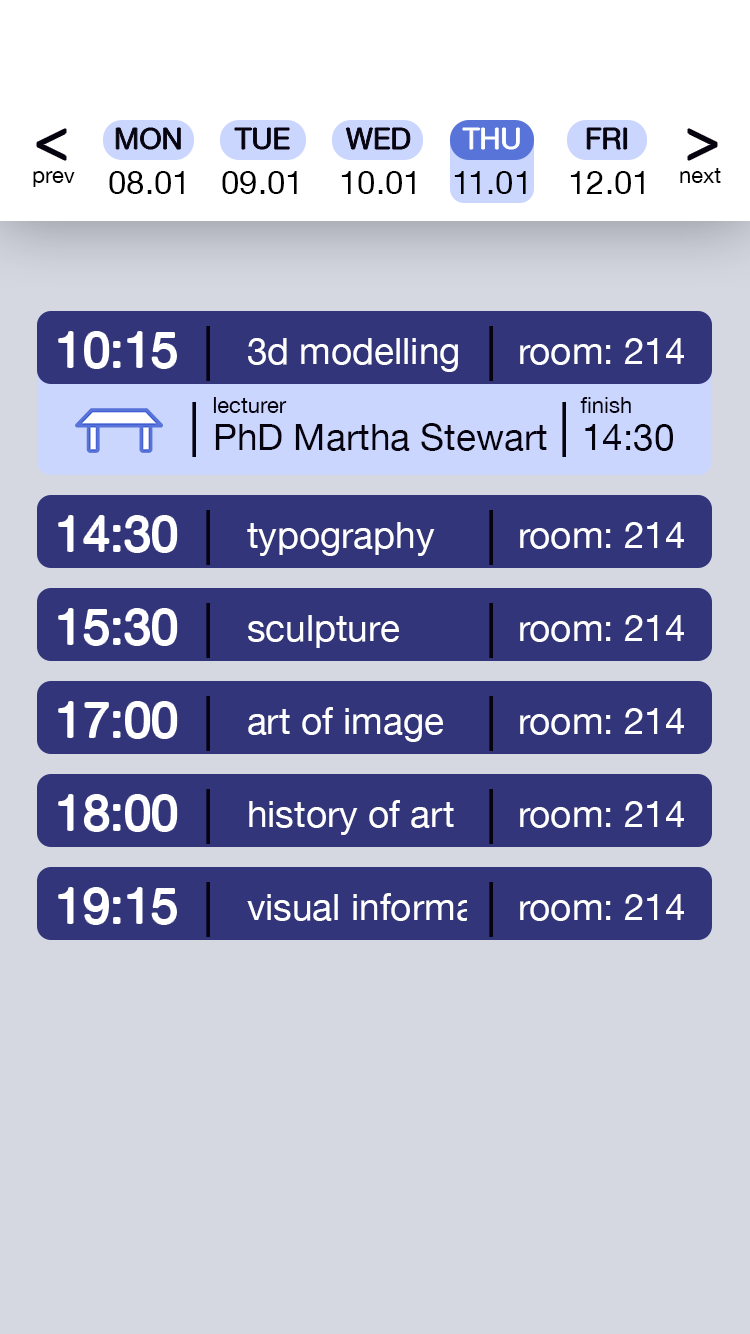 < MON TUE WED THU FRI >
prev 08.01 09.01 10.01 11.01 12.01 next
10:15 3d modelling room: 214
lecturer finish
PhD Martha Stewart 14:30
14:30 typography room: 214
15:30 sculpture room: 214
17:00 art of image room: 214
18:00 history of art room: 214
19:15 visual room: 214